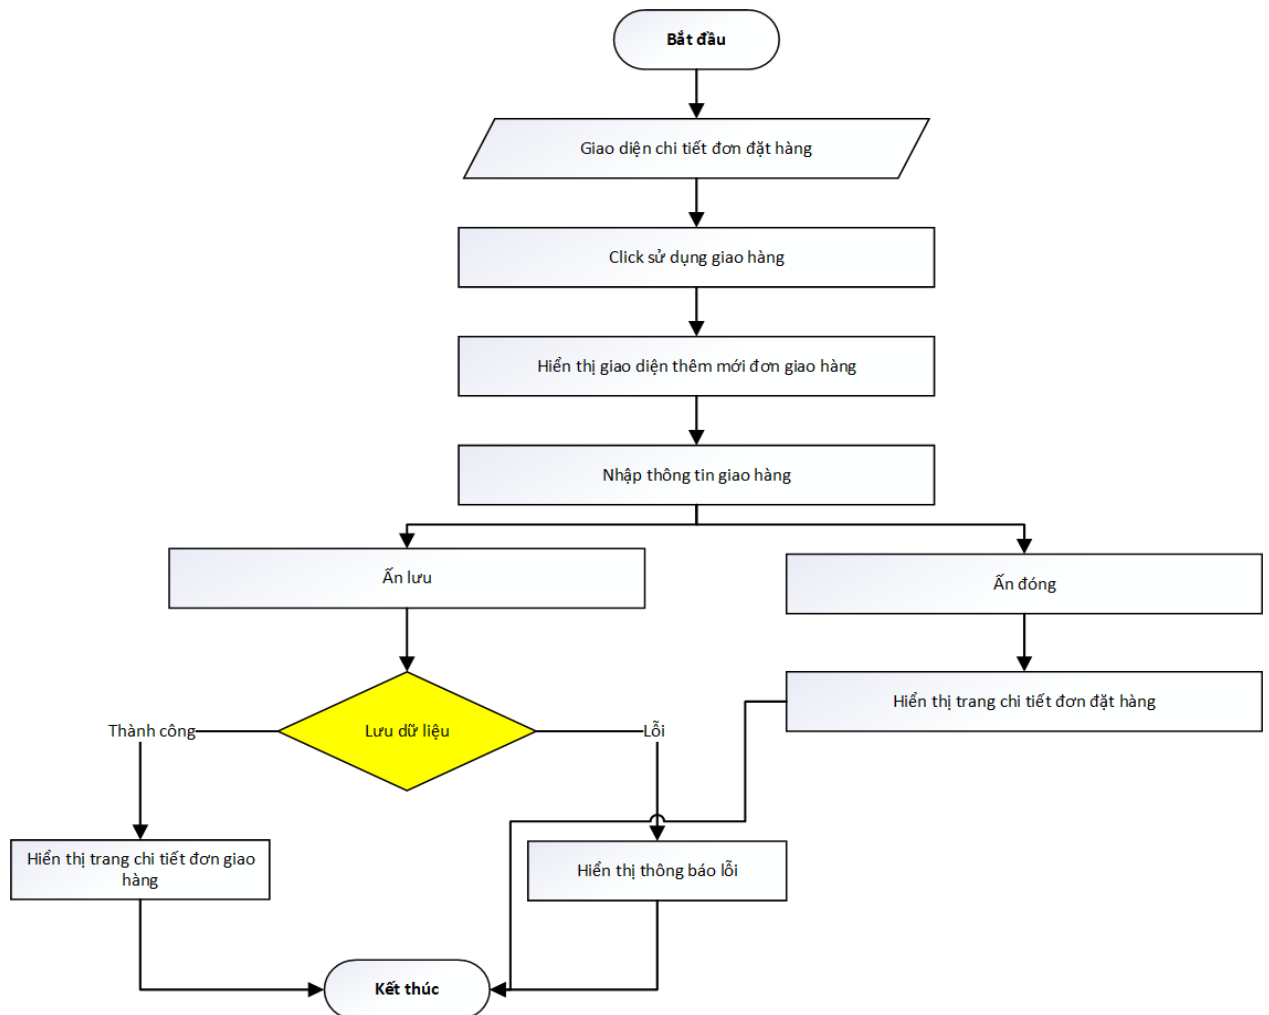 Bắt đầu
Giao diện chi tiết đơn đặt hàng
Click sử dụng giao hàng
Hiển thị giao diện thêm mới đơn giao hàng
Nhập thông tin giao hàng
Ấn lưu
Ấn đóng
Hiển thị trang chi tiết đơn đặt hàng
Thành công
Lưu dữ liệu
Lỗi
Hiển thị trang chi tiết đơn giao
hàng
Hiển thị thông báo lỗi
Kết thúc